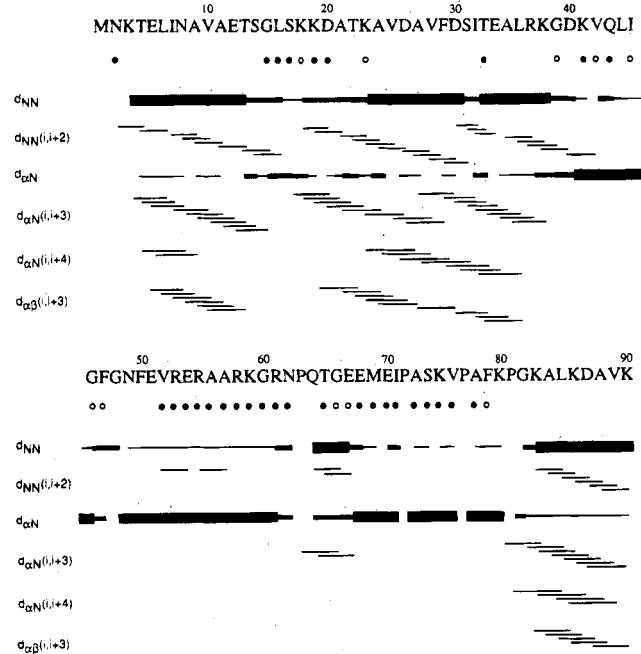 10 20 30 40
MNKTELINAVAETSGLSKKDATKAVDAVFDSITEALRKGDKVQLI
dNN
dNN(i,i+2)
dαN
dαN(i,i+3)
dαN(i,i+4)
dαβ(i,i+3)
50 60 70 80 90
GFGNFEVRERAARKGRNPQTGEEMEIPASKVPAFKPGKALKDAVK
dNN
dNN(i,i+2)
dαN
dαN(i,i+3)
dαN(i,i+4)
dαβ(i,i+3)